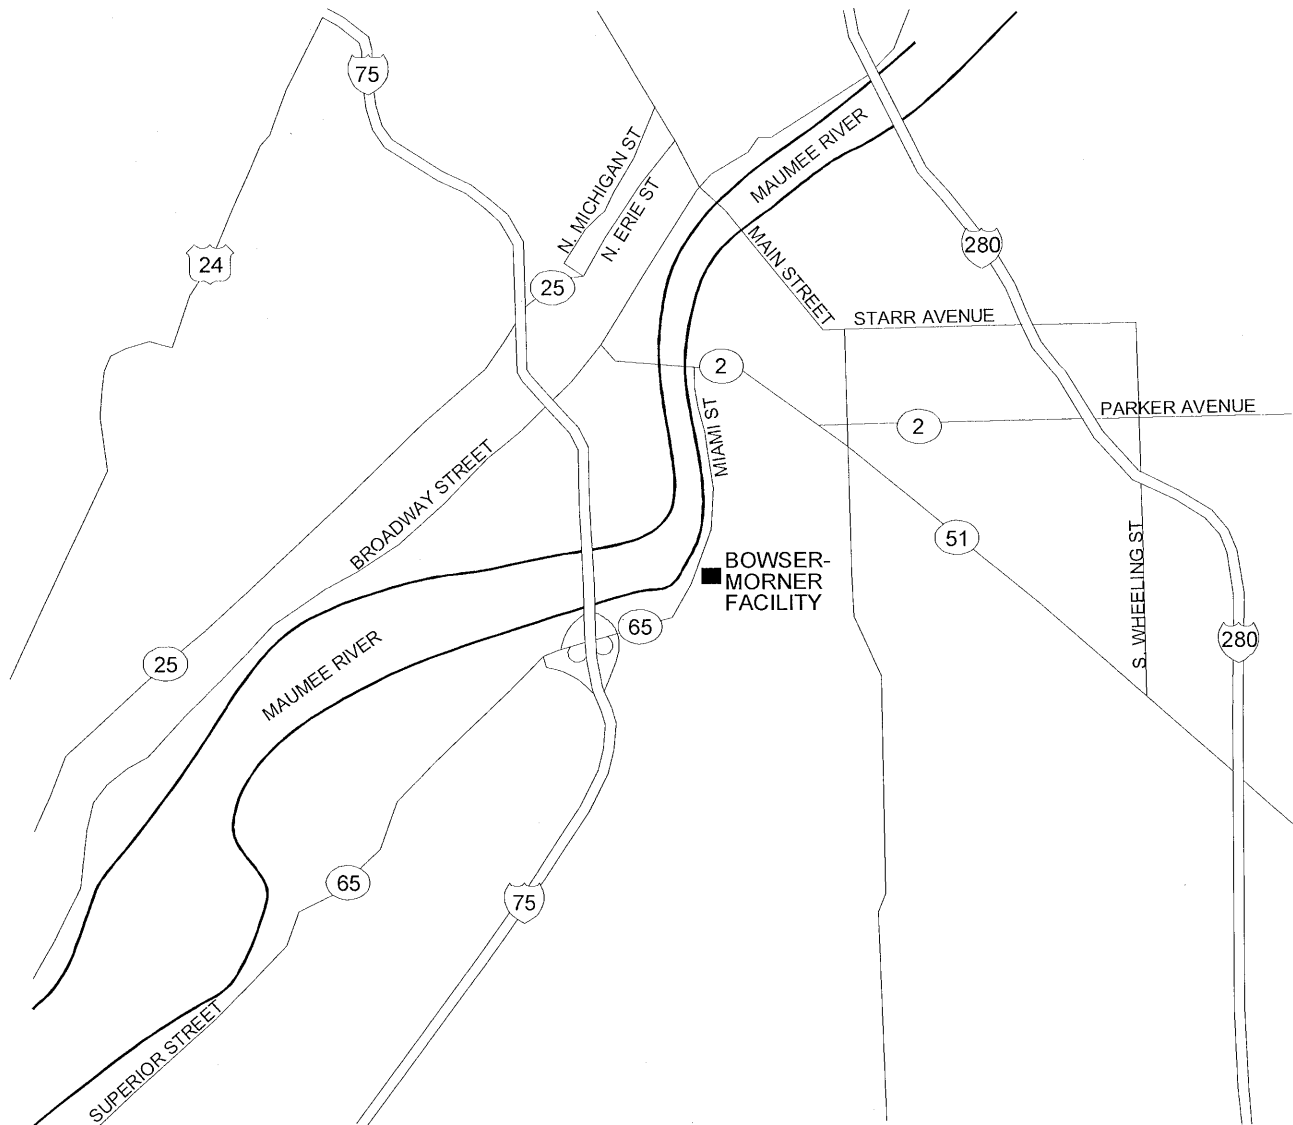 75
MAUMEE RIVER
N. MICHIGAN ST
N. ERIE ST
24
280
25
MAIN STREET
STARR AVENUE
2
PARKER AVENUE
2
MIAMI ST
BROADWAY STREET
51
S. WHEELING ST
BOWSER-
MORNER
FACILITY
65
280
25
MAUMEE RIVER
65
75
SUPERIOR STREET